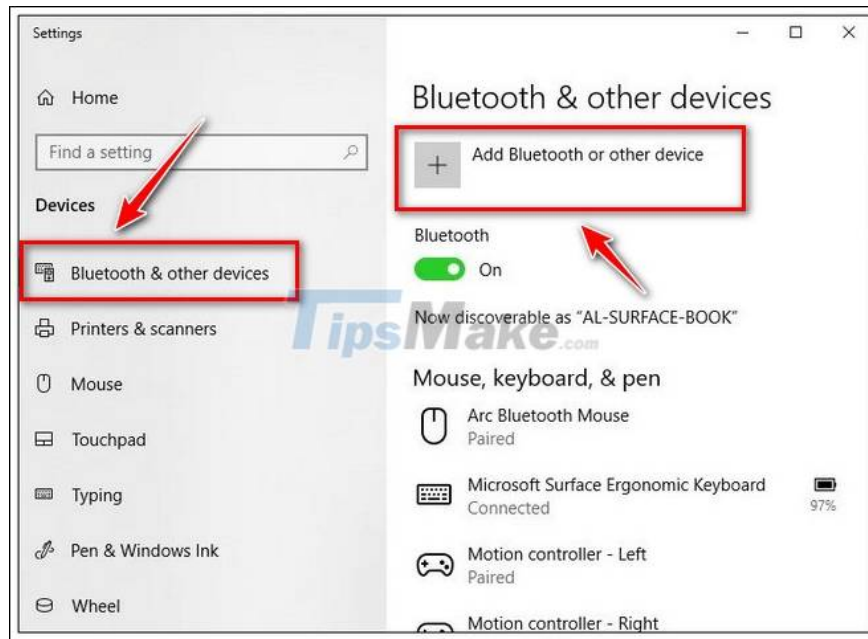 Settings
Home
Find a setting
Devices
Bluetooth & other devices
Printers & scanners
Mouse
Touchpad
Typing
Pen & Windows Ink
Wheel
Bluetooth & other devices
Add Bluetooth or other device
Bluetooth
On
Now discoverable as "AL-SURFACE-BOOK"
TipsMake.com
Mouse, keyboard, & pen
Arc Bluetooth Mouse
Paired
Microsoft Surface Ergonomic Keyboard
Connected
97%
Motion controller - Left
Paired
Motion controller - Right